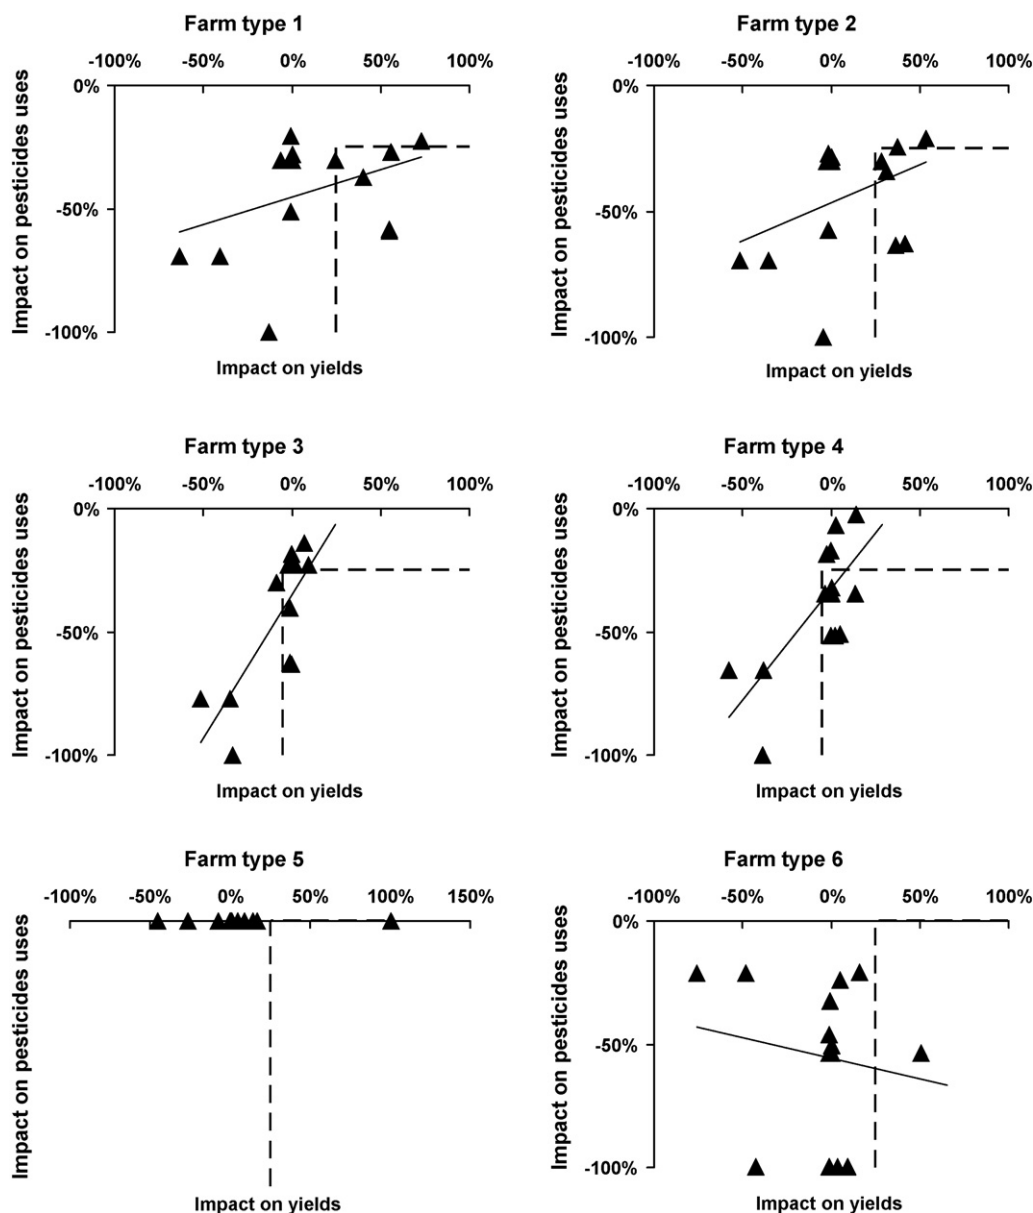 Farm type 1
-100% -50% 0% 50% 100%
0%
-50%
-100%
Impact on pesticides uses
Impact on yields
Farm type 2
-100% -50% 0% 50% 100%
0%
-50%
-100%
Impact on pesticides uses
Impact on yields
Farm type 3
-100% -50% 0% 50% 100%
0%
-50%
-100%
Impact on pesticides uses
Impact on yields
Farm type 4
-100% -50% 0% 50% 100%
0%
-50%
-100%
Impact on pesticides uses
Impact on yields
Farm type 5
-100% -50% 0% 50% 100% 150%
Impact on pesticides uses
Impact on yields
Farm type 6
-100% -50% 0% 50% 100%
0%
-50%
-100%
Impact on pesticides uses
Impact on yields